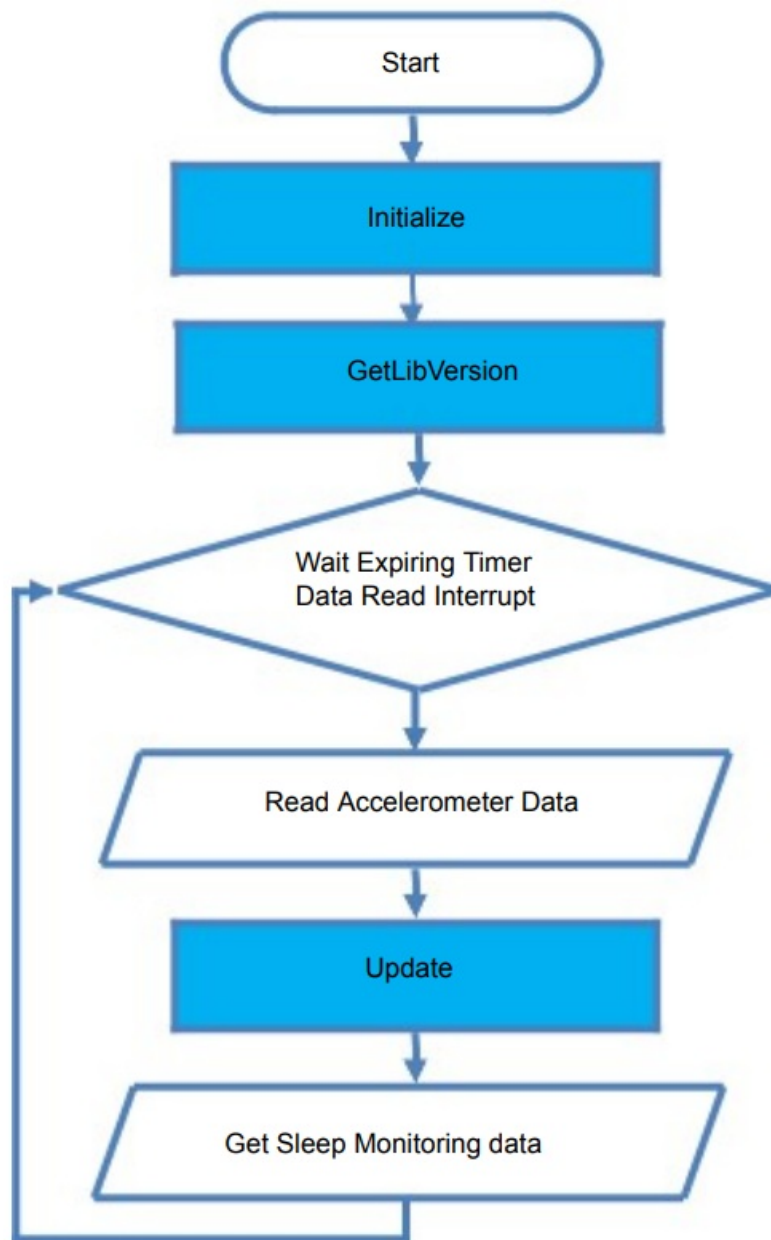 Start
Initialize
GetLibVersion
Wait Expiring Timer
Data Read Interrupt
Read Accelerometer Data
Update
Get Sleep Monitoring data